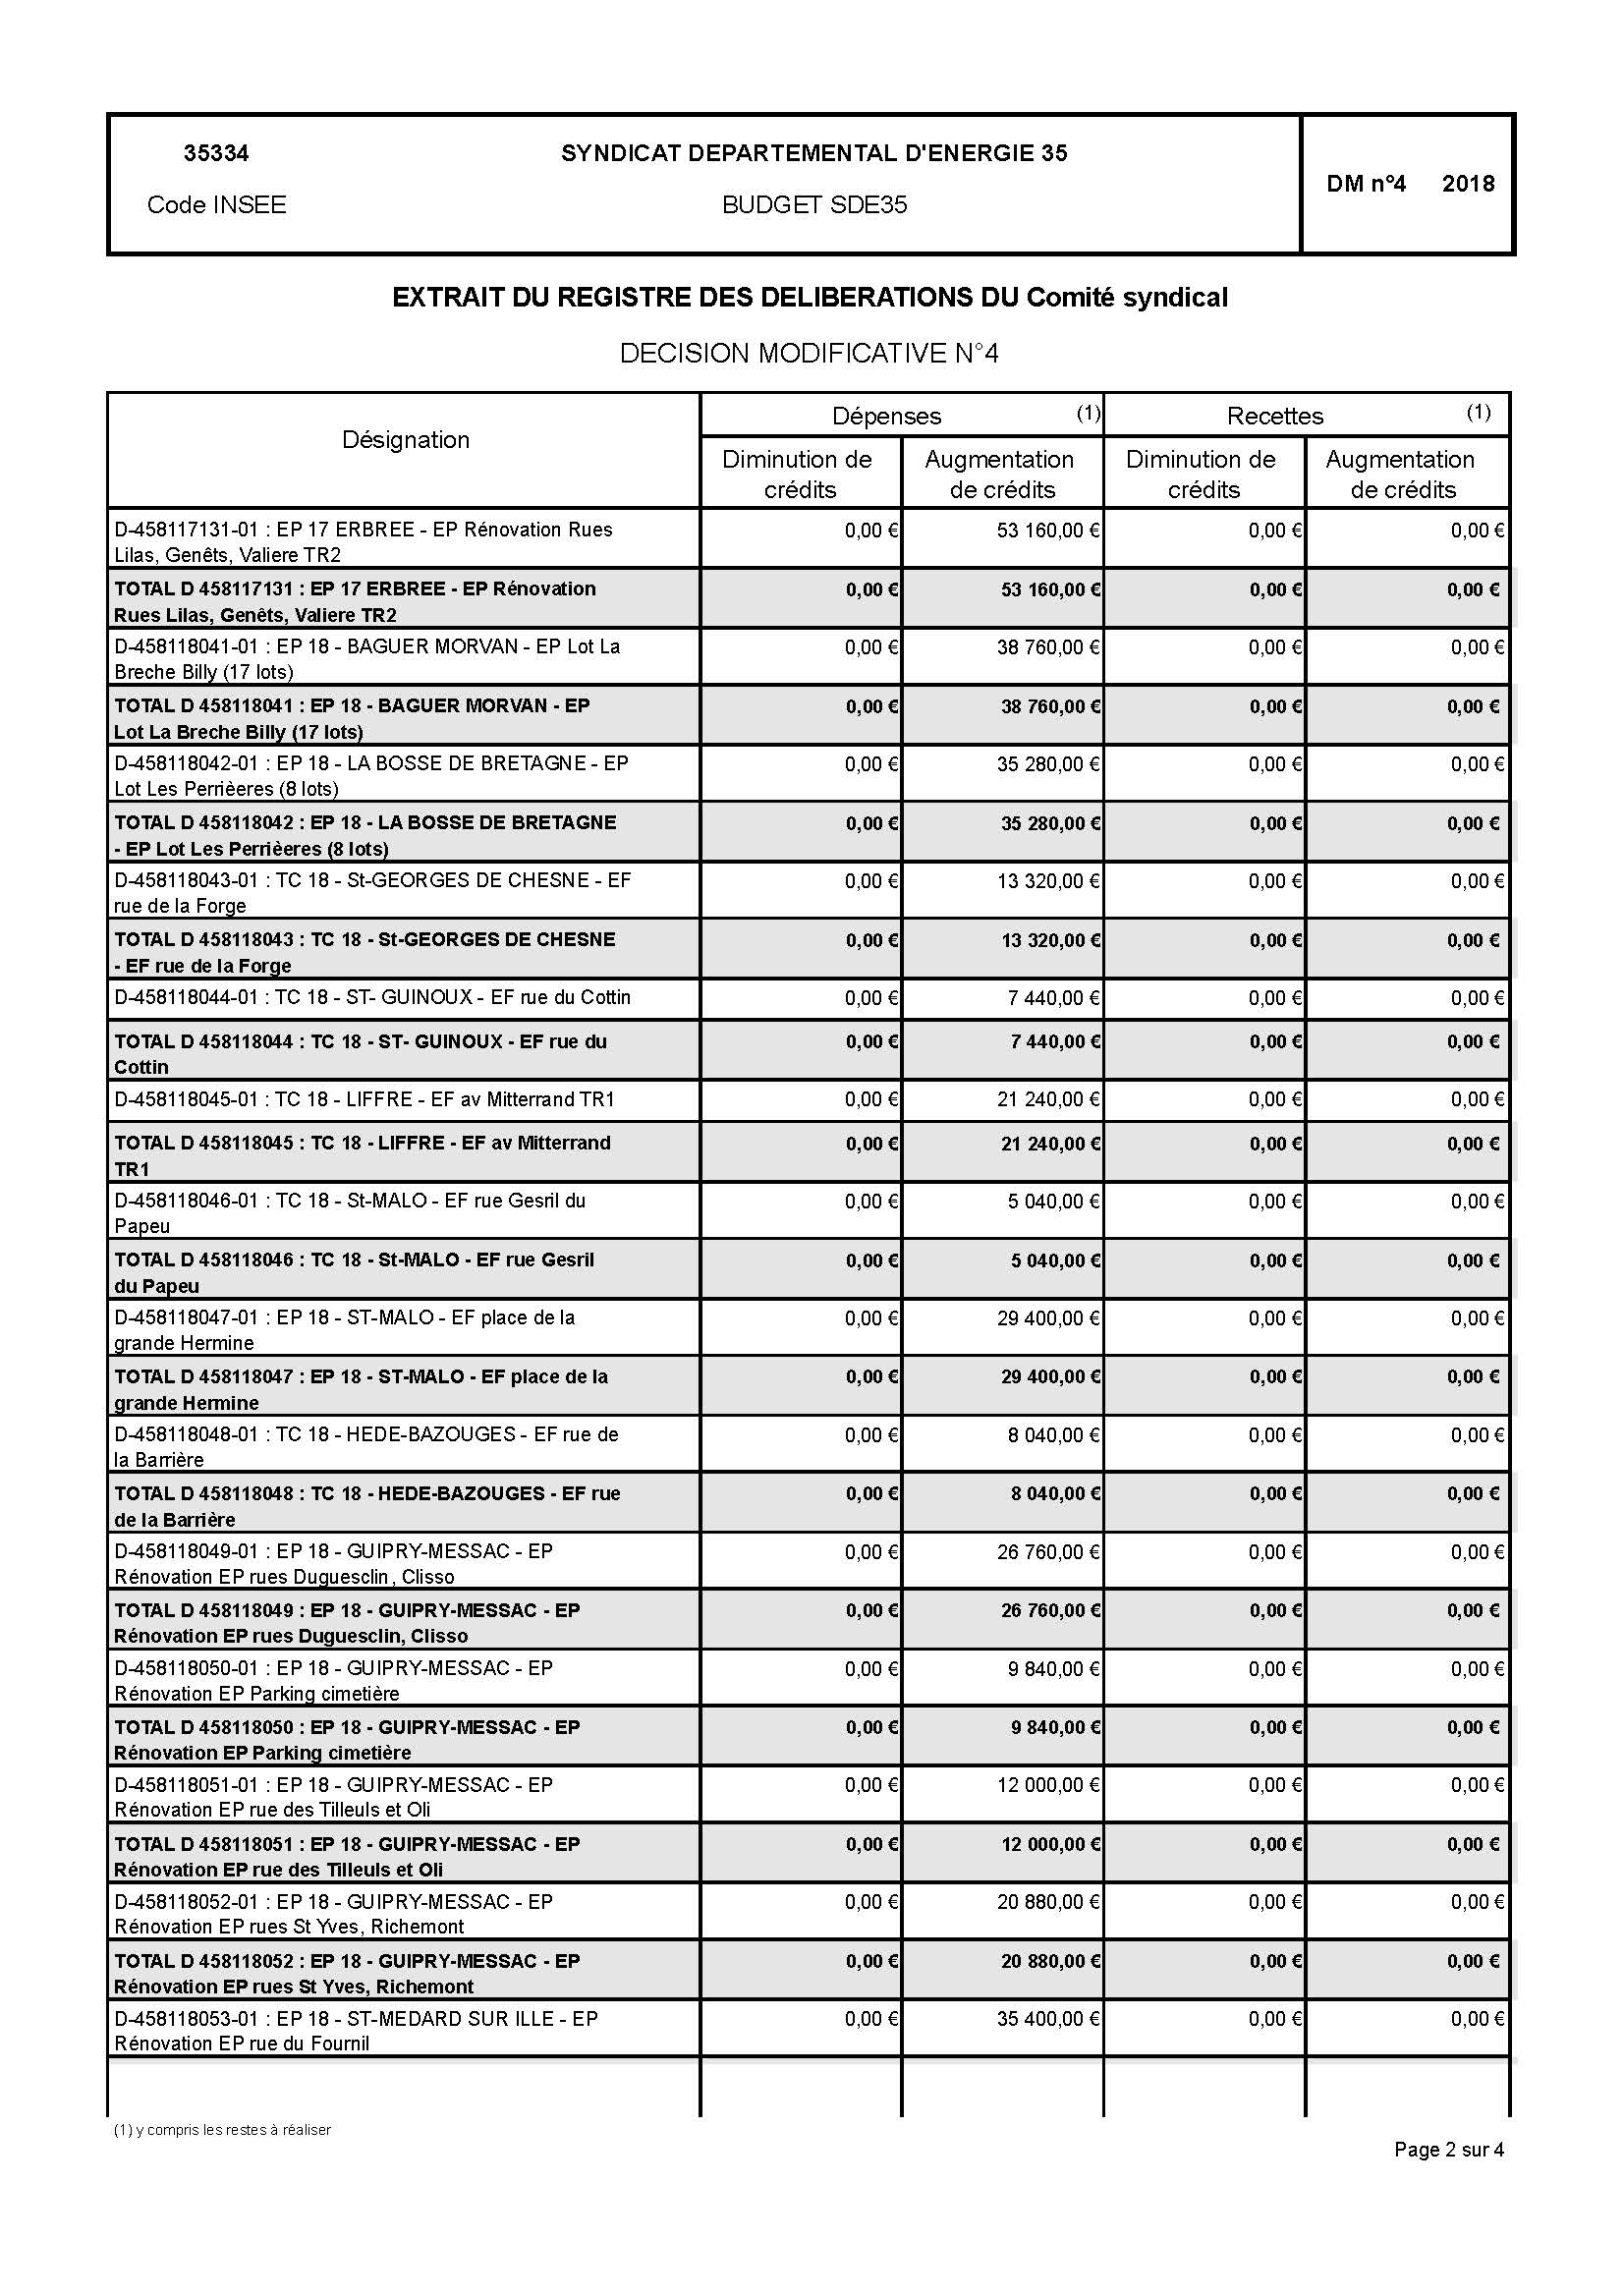 35334
SYNDICAT DEPARTEMENTAL D'ENERGIE 35
DM n°4 2018
Code INSEE
BUDGET SDE35
EXTRAIT DU REGISTRE DES DELIBERATIONS DU Comité syndical
DECISION MODIFICATIVE N°4
Désignation
Dépenses (1)
Recettes (1)
Diminution de crédits
Augmentation de crédits
Diminution de crédits
Augmentation de crédits
D-458117131-01 : EP 17 ERBREE - EP Rénovation Rues 0,00 € 53 160,00 € 0,00 € 0,00 €
Lilas, Genêts, Valiere TR2
TOTAL D 458117131 : EP 17 ERBREE - EP Rénovation 0,00 € 53 160,00 € 0,00 € 0,00 €
Rues Lilas, Genêts, Valiere TR2
D-458118041-01 : EP 18 - BAGUER MORVAN - EP Lot La 0,00 € 38 760,00 € 0,00 € 0,00 €
Breche Billy (17 lots)
TOTAL D 458118041 : EP 18 - BAGUER MORVAN - EP 0,00 € 38 760,00 € 0,00 € 0,00 €
Lot La Breche Billy (17 lots)
D-458118042-01 : EP 18 - LA BOSSE DE BRETAGNE - EP 0,00 € 35 280,00 € 0,00 € 0,00 €
Lot Les Perrièeres (8 lots)
TOTAL D 458118042 : EP 18 - LA BOSSE DE BRETAGNE 0,00 € 35 280,00 € 0,00 € 0,00 €
- EP Lot Les Perrièeres (8 lots)
D-458118043-01 : TC 18 - St-GEORGES DE CHESNE - EF 0,00 € 13 320,00 € 0,00 € 0,00 €
rue de la Forge
TOTAL D 458118043 : TC 18 - St-GEORGES DE CHESNE 0,00 € 13 320,00 € 0,00 € 0,00 €
- EF rue de la Forge
D-458118044-01 : TC 18 - ST- GUINOUX - EF rue du Cottin 0,00 € 7 440,00 € 0,00 € 0,00 €
TOTAL D 458118044 : TC 18 - ST- GUINOUX - EF rue du 0,00 € 7 440,00 € 0,00 € 0,00 €
Cottin
D-458118045-01 : TC 18 - LIFFRE - EF av Mitterrand TR1 0,00 € 21 240,00 € 0,00 € 0,00 €
TOTAL D 458118045 : TC 18 - LIFFRE - EF av Mitterrand 0,00 € 21 240,00 € 0,00 € 0,00 €
TR1
D-458118046-01 : TC 18 - St-MALO - EF rue Gesril du 0,00 € 5 040,00 € 0,00 € 0,00 €
Papeu
TOTAL D 458118046 : TC 18 - St-MALO - EF rue Gesril 0,00 € 5 040,00 € 0,00 € 0,00 €
du Papeu
D-458118047-01 : EP 18 - ST-MALO - EF place de la 0,00 € 29 400,00 € 0,00 € 0,00 €
grande Hermine
TOTAL D 458118047 : EP 18 - ST-MALO - EF place de la 0,00 € 29 400,00 € 0,00 € 0,00 €
grande Hermine
D-458118048-01 : TC 18 - HEDE-BAZOUGES - EF rue de 0,00 € 8 040,00 € 0,00 € 0,00 €
la Barrière
TOTAL D 458118048 : TC 18 - HEDE-BAZOUGES - EF rue 0,00 € 8 040,00 € 0,00 € 0,00 €
de la Barrière
D-458118049-01 : EP 18 - GUIPRY-MESSAC - EP 0,00 € 26 760,00 € 0,00 € 0,00 €
Rénovation EP rues Duguesclin, Clisso
TOTAL D 458118049 : EP 18 - GUIPRY-MESSAC - EP 0,00 € 26 760,00 € 0,00 € 0,00 €
Rénovation EP rues Duguesclin, Clisso
D-458118050-01 : EP 18 - GUIPRY-MESSAC - EP 0,00 € 9 840,00 € 0,00 € 0,00 €
Rénovation EP Parking cimetière
TOTAL D 458118050 : EP 18 - GUIPRY-MESSAC - EP 0,00 € 9 840,00 € 0,00 € 0,00 €
Rénovation EP Parking cimetière
D-458118051-01 : EP 18 - GUIPRY-MESSAC - EP 0,00 € 12 000,00 € 0,00 € 0,00 €
Rénovation EP rue des Tilleuls et Oli
TOTAL D 458118051 : EP 18 - GUIPRY-MESSAC - EP 0,00 € 12 000,00 € 0,00 € 0,00 €
Rénovation EP rue des Tilleuls et Oli
D-458118052-01 : EP 18 - GUIPRY-MESSAC - EP 0,00 € 20 880,00 € 0,00 € 0,00 €
Rénovation EP rues St Yves, Richemont
TOTAL D 458118052 : EP 18 - GUIPRY-MESSAC - EP 0,00 € 20 880,00 € 0,00 € 0,00 €
Rénovation EP rues St Yves, Richemont
D-458118053-01 : EP 18 - ST-MEDARD SUR ILLE - EP 0,00 € 35 400,00 € 0,00 € 0,00 €
Rénovation EP rue du Fournil
(1) y compris les restes à réaliser
Page 2 sur 4